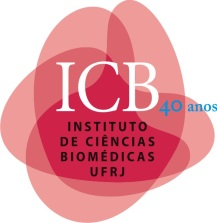 ICB
40 anos
INSTITUTO
DE CIÊNCIAS
BIOMÉDICAS
UFRJ